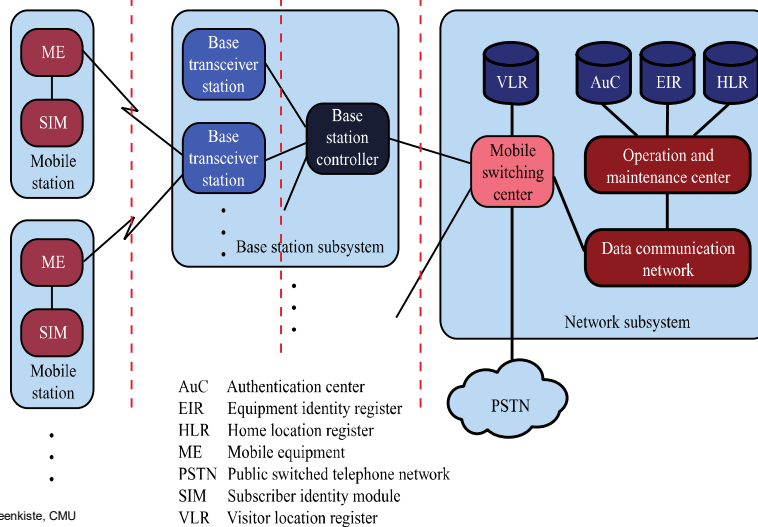 ME
SIM
Mobile
station
ME
SIM
Mobile
station
Base
transceiver
station
Base
transceiver
station
Base
station
controller
Base station subsystem
VLR
AuC
EIR
HLR
Mobile
switching
center
Operation and
maintenance center
Data communication
network
Network subsystem
PSTN
AuC Authentication center
EIR Equipment identity register
HLR Home location register
ME Mobile equipment
PSTN Public switched telephone network
SIM Subscriber identity module
VLR Visitor location register
eenkiste, CMU